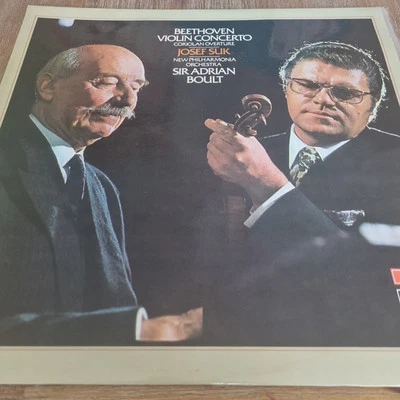 BEETHOVEN
VIOLIN CONCERTO
CORIOLAN OVERTURE
JOSEF SUK
NEW PHILHARMONIA
ORCHESTRA
SIR ADRIAN
BOULT